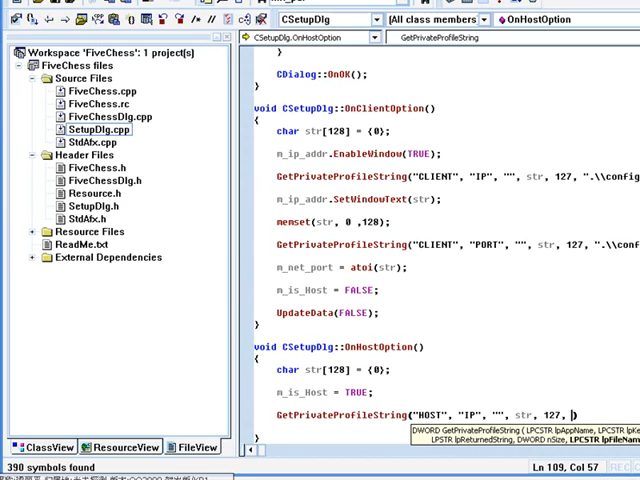 CSetupDlg
[All class members]
OnHostOption
CSetupDlg.OnHostOption
GetPrivateProfileString
Workspace "FiveChess": 1 project(s)
FiveChess files
Source Files
FiveChess.cpp
FiveChess.rc
FiveChessDlg.cpp
SetupDlg.cpp
StdAfx.cpp
Header Files
FiveChess.h
FiveChessDlg.h
Resource.h
SetupDlg.h
StdAfx.h
Resource Files
ReadMe.txt
External Dependencies
ClassView
ResourceView
FileView
}
CDialog::OnOK();
}
void CSetupDlg::OnClientOption()
{
char str[128] = {0};
m_ip_addr.EnableWindow(TRUE);
GetPrivateProfileString("CLIENT", "IP", "", str, 127, ".\\config
m_ip_addr.SetWindowText(str);
memset(str, 0 ,128);
GetPrivateProfileString("CLIENT", "PORT", "", str, 127, ".\\con
m_net_port = atoi(str);
m_is_Host = FALSE;
UpdateData(FALSE);
}
void CSetupDlg::OnHostOption()
{
char str[128] = {0};
m_is_Host = TRUE;
GetPrivateProfileString("HOST", "IP", "", str, 127, )
DWORD GetPrivateProfileString ( LPCSTR lpAppName, LPCSTR lpKe
LPSTR lpReturnedString, DWORD nSize, LPCSTR lpFileName
}
390 symbols found
Ln 109, Col 57
REC